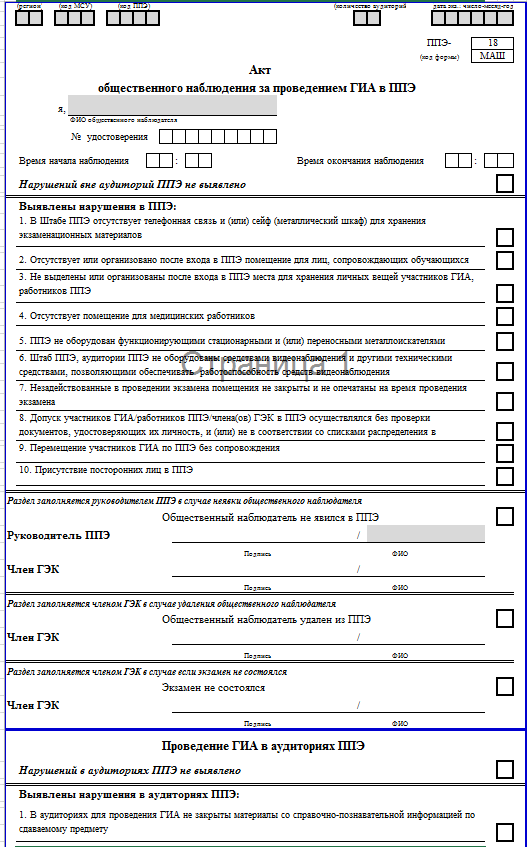 (регион (код МСУ) (код ППЭ) (количество аудиторий дата экз.: число-месяц-год
ППЭ- 18
(код формы) МАШ
Акт
общественного наблюдения за проведением ГИА в ППЭ
я,
ФИО общественного наблюдателя
№ удостоверения
Время начала наблюдения : Время окончания наблюдения :
Нарушений вне аудиторий ППЭ не выявлено
Выявлены нарушения в ППЭ:
1. В Штабе ППЭ отсутствует телефонная связь и (или) сейф (металлический шкаф) для хранения
экзаменационных материалов
2. Отсутствует или организовано после входа в ППЭ помещение для лиц, сопровождающих обучающихся
3. Не выделены или организованы после входа в ППЭ места для хранения личных вещей участников ГИА,
работников ППЭ
4. Отсутствует помещение для медицинских работников
5. ППЭ не оборудован функционирующими стационарными и (или) переносными металлоискателями
6. Штаб ППЭ, аудитории ППЭ не оборудованы средствами видеонаблюдения и другими техническими
средствами, позволяющими обеспечивать работоспособность средств видеонаблюдения
Страница 1
7. Незадействованные в проведении экзамена помещения не закрыты и не опечатаны на время проведения
экзамена
8. Допуск участников ГИА/работников ППЭ/члена(ов) ГЭК в ППЭ осуществлялся без проверки
документов, удостоверяющих их личность, и (или) не в соответствии со списками распределения в
9. Перемещение участников ГИА по ППЭ без сопровождения
10. Присутствие посторонних лиц в ППЭ
Раздел заполняется руководителем ППЭ в случае неявки общественного наблюдателя
Общественный наблюдатель не явился в ППЭ
Руководитель ППЭ /
Подпись ФИО
Член ГЭК /
Подпись ФИО
Раздел заполняется членом ГЭК в случае удаления общественного наблюдателя
Общественный наблюдатель удален из ППЭ
Член ГЭК /
Подпись ФИО
Раздел заполняется членом ГЭК в случае если экзамен не состоялся
Экзамен не состоялся
Член ГЭК /
Подпись ФИО
Проведение ГИА в аудиториях ППЭ
Нарушений в аудиториях ППЭ не выявлено
Выявлены нарушения в аудиториях ППЭ:
1. В аудиториях для проведения ГИА не закрыты материалы со справочно-познавательной информацией по
сдаваемому предмету